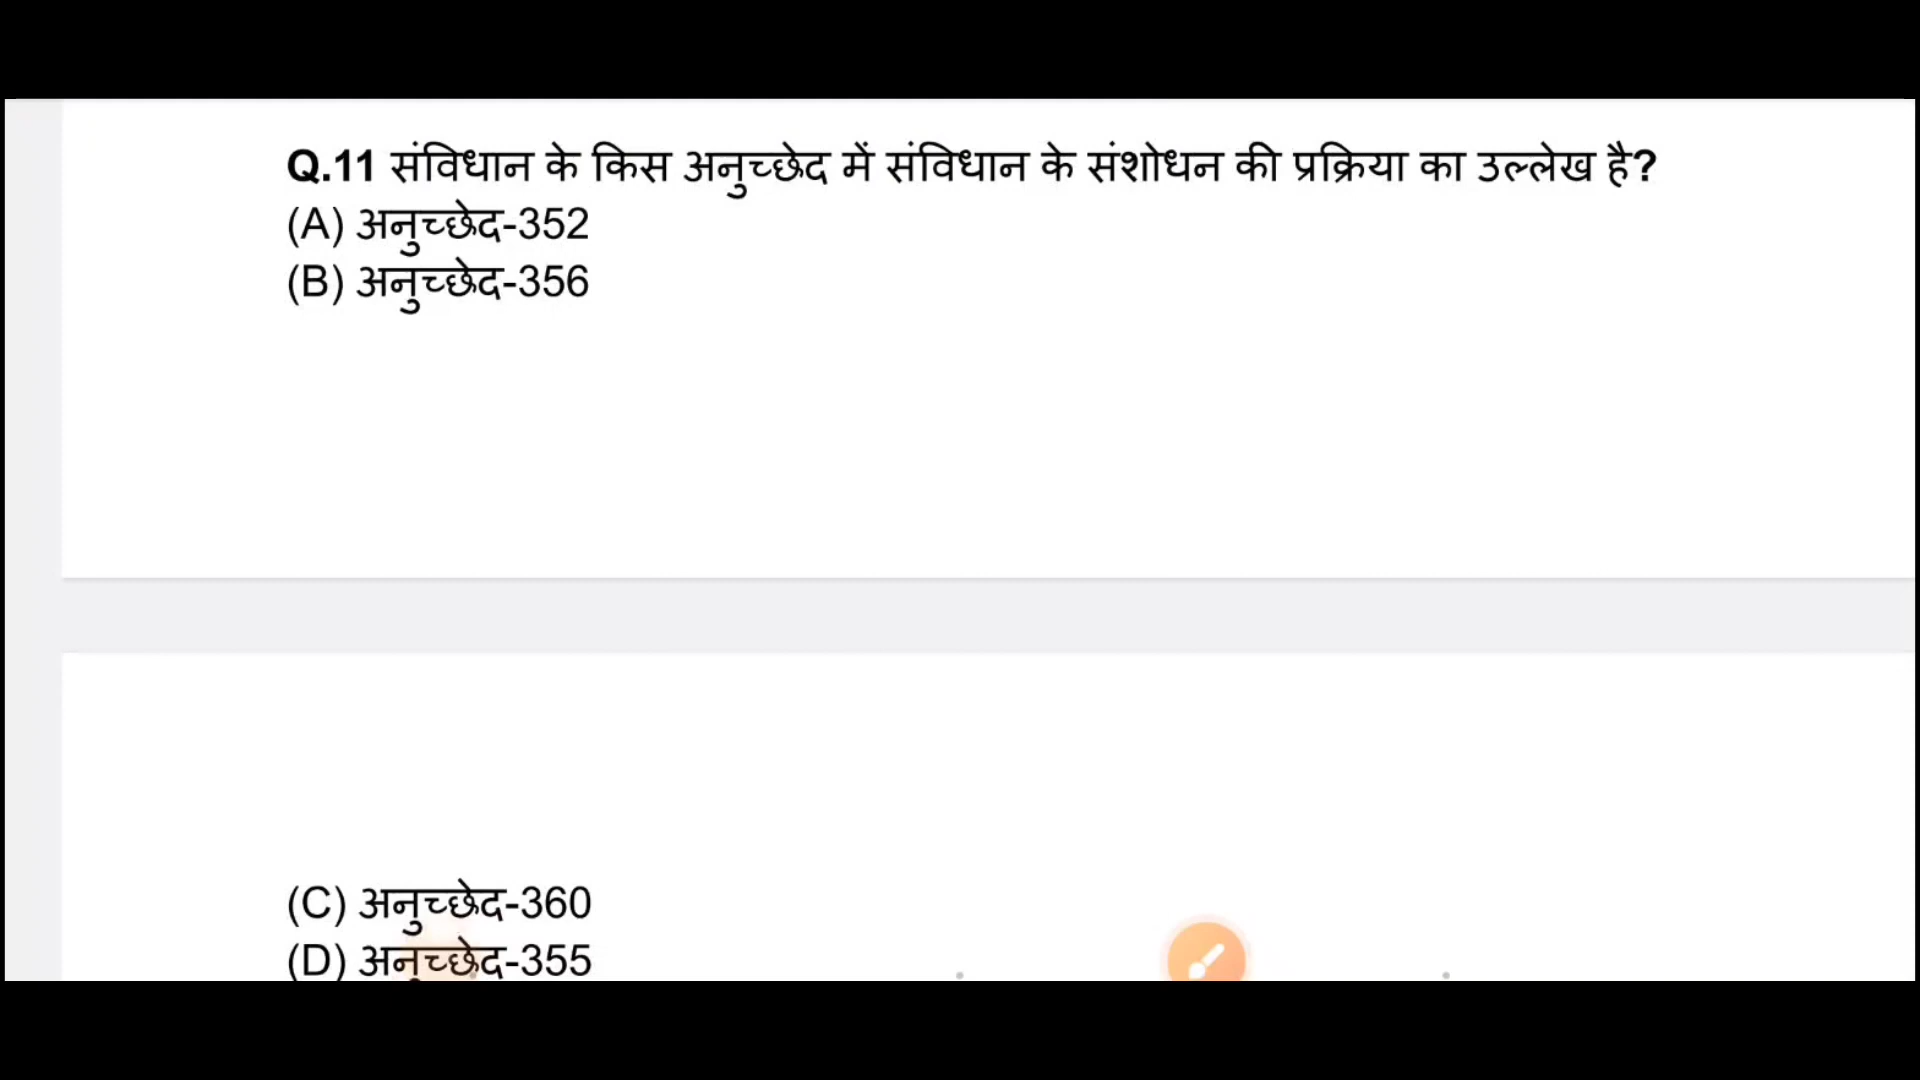 Q.11 संविधान के किस अनुच्छेद में संविधान के संशोधन की प्रक्रिया का उल्लेख है?
(A) अनुच्छेद-352
(B) अनुच्छेद-356
(C) अनुच्छेद-360
(D) अनुच्छेद-355